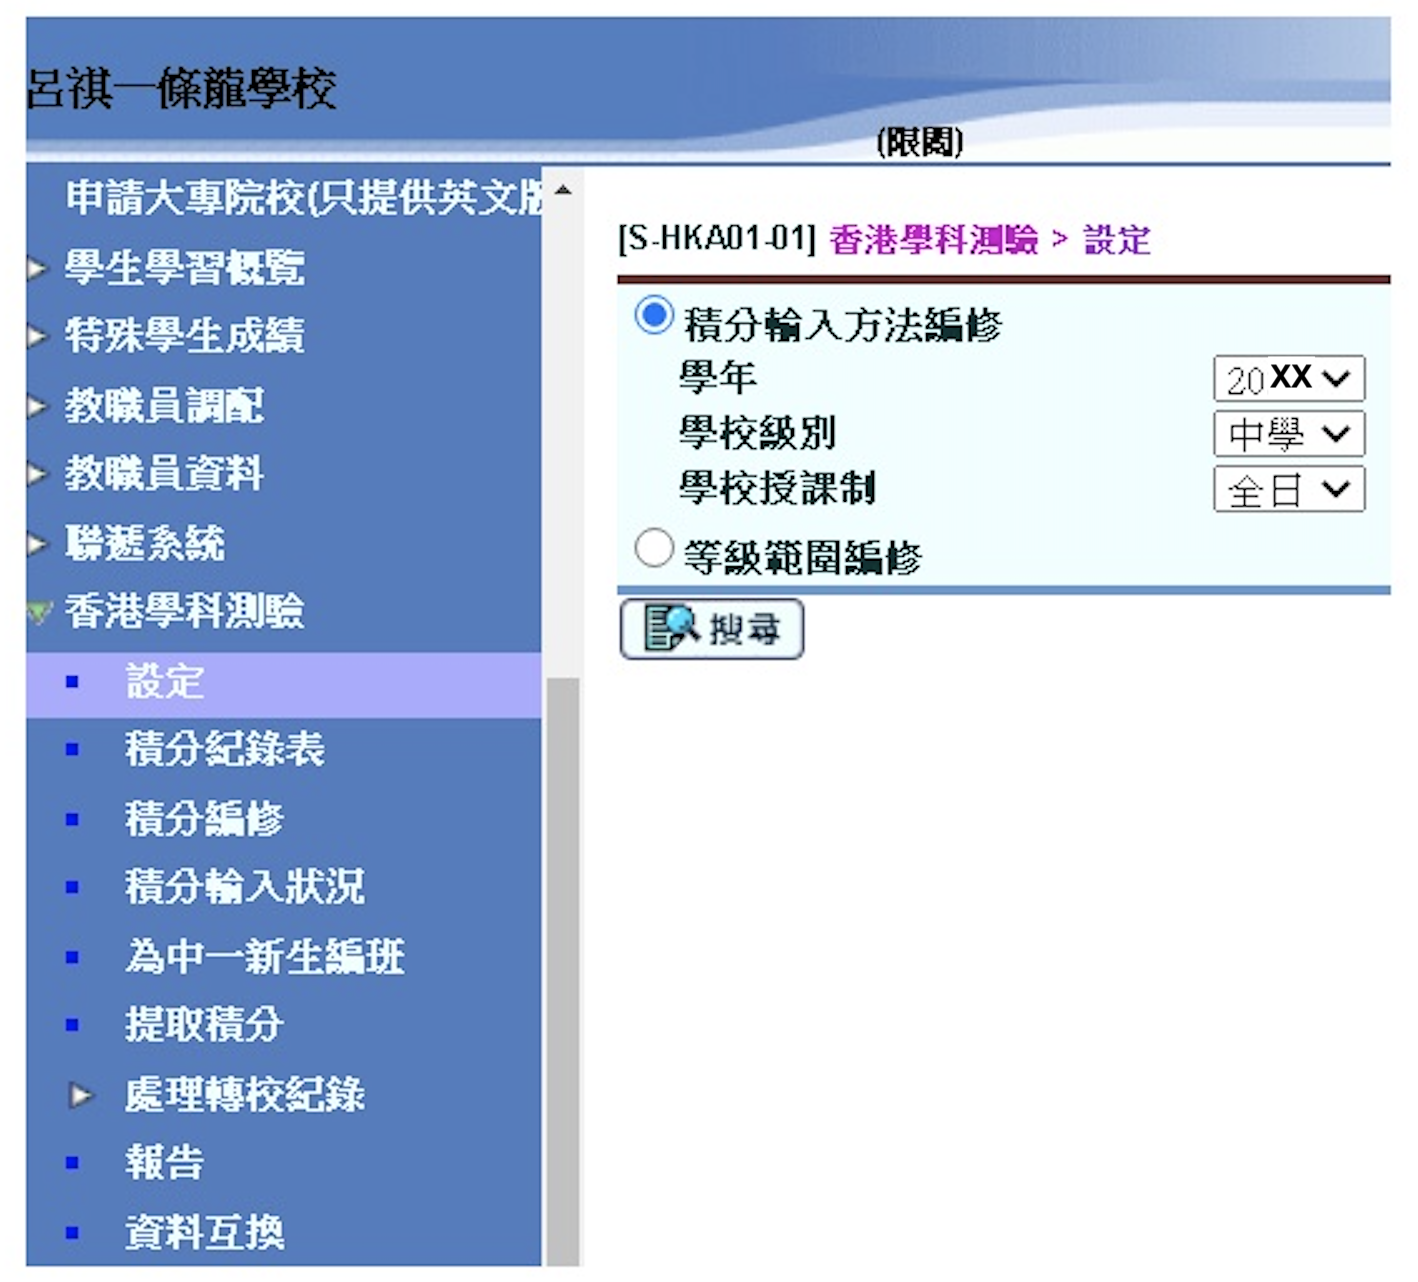 呂祺一條龍學校
(限閱)
申請大專院校(只提供英文版
學生學習概覽
特殊學生成績
教職員調配
教職員資料
聯遞系統
香港學科測驗
設定
積分紀錄表
積分編修
積分輸入狀況
為中一新生編班
提取積分
處理轉校紀錄
報告
資料互換
[S-HKA01-01] 香港學科測驗 > 設定
積分輸入方法編修
學年 20XX
學校級別 中學
學校授課制 全日
等級範圍編修
搜尋